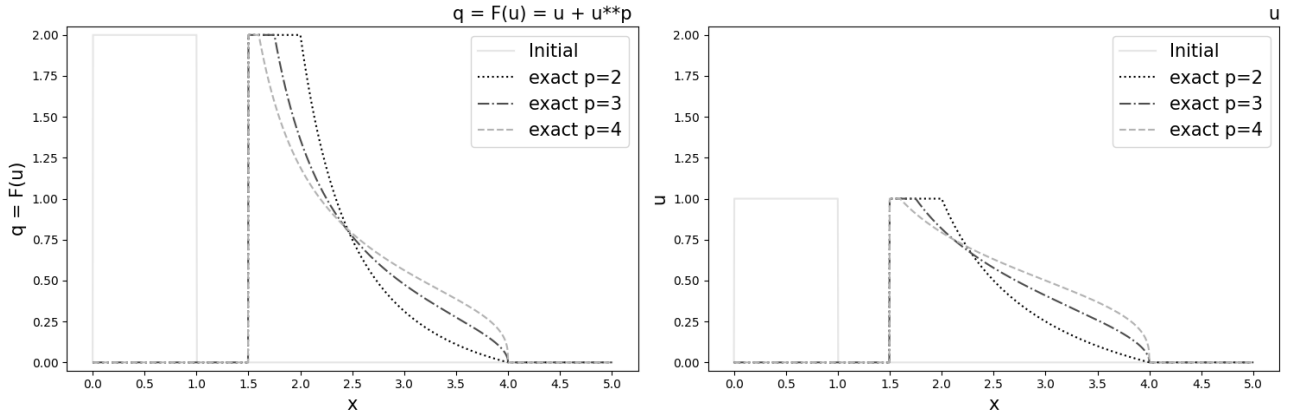 q = F(u) = u + u**p
2.00
1.75
1.50
1.25
1.00
0.75
0.50
0.25
0.00
q = F(u)
Initial
exact p=2
exact p=3
exact p=4
0.0 0.5 1.0 1.5 2.0 2.5 3.0 3.5 4.0 4.5 5.0
x
u
2.00
1.75
1.50
1.25
1.00
0.75
0.50
0.25
0.00
u
Initial
exact p=2
exact p=3
exact p=4
0.0 0.5 1.0 1.5 2.0 2.5 3.0 3.5 4.0 4.5 5.0
x